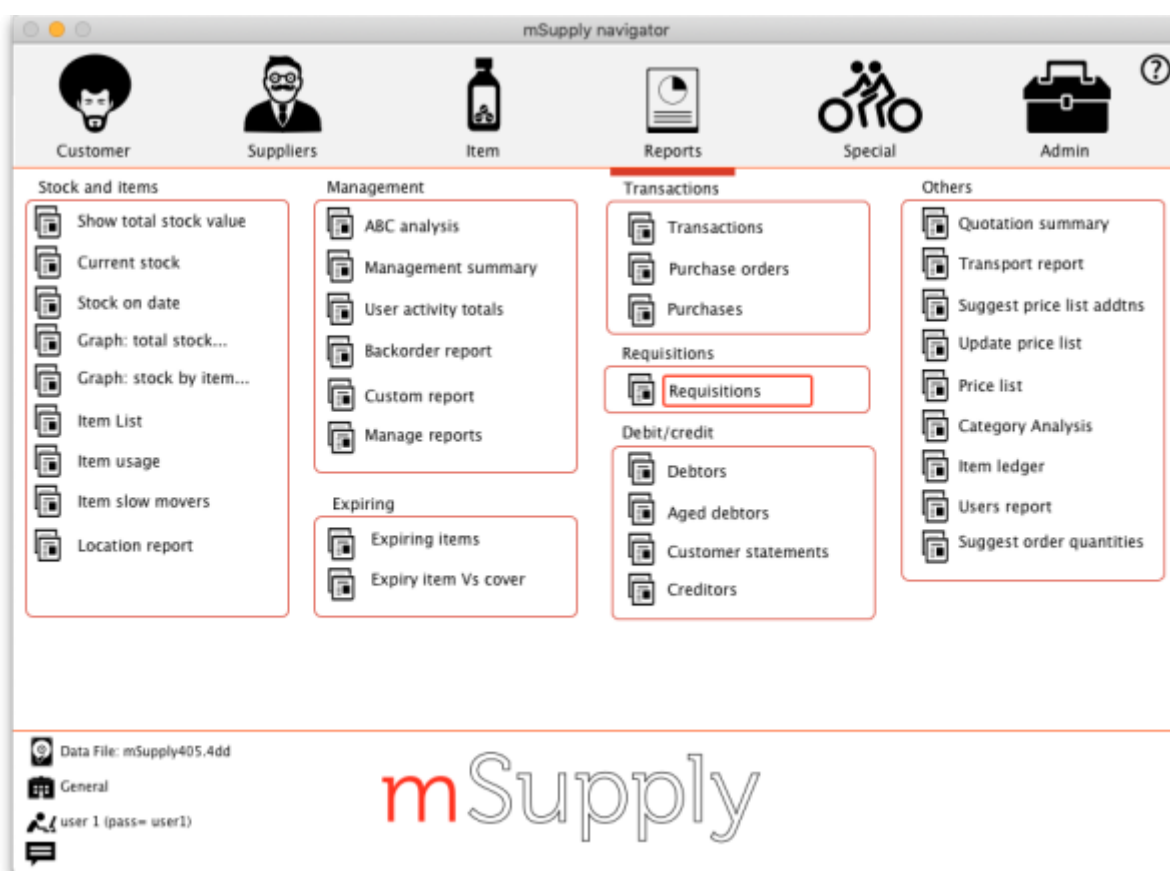 mSupply navigator
?
Customer
Suppliers
Item
Reports
Special
Admin
Stock and items
Show total stock value
Current stock
Stock on date
Graph: total stock...
Graph: stock by item...
Item List
Item usage
Item slow movers
Location report
Management
ABC analysis
Management summary
User activity totals
Backorder report
Custom report
Manage reports
Expiring
Expiring items
Expiry item Vs cover
Transactions
Transactions
Purchase orders
Purchases
Requisitions
Requisitions
Debit/credit
Debtors
Aged debtors
Customer statements
Creditors
Others
Quotation summary
Transport report
Suggest price list addtns
Update price list
Price list
Category Analysis
Item ledger
Users report
Suggest order quantities
Data File: mSupply405.4dd
General
user 1 (pass= user1)
mSupply